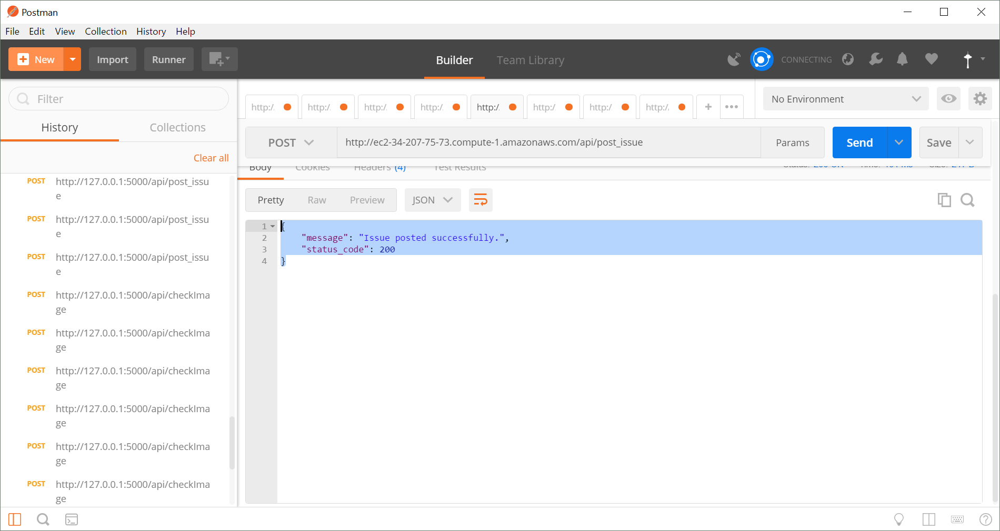 Postman
File Edit View Collection History Help
New Import Runner Builder Team Library CONNECTING
Filter
History Collections
Clear all
POST http://127.0.0.1:5000/api/post_issu
e
POST http://127.0.0.1:5000/api/post_issu
e
POST http://127.0.0.1:5000/api/post_issu
e
POST http://127.0.0.1:5000/api/checkIma
ge
POST http://127.0.0.1:5000/api/checkIma
ge
POST http://127.0.0.1:5000/api/checkIma
ge
POST http://127.0.0.1:5000/api/checkIma
ge
POST http://127.0.0.1:5000/api/checkIma
ge
POST http://127.0.0.1:5000/api/checkIma
ge
http:/. http:/. http:/. http:/. http:/. http:/. http:/. http:/. + •••
No Environment
POST http://ec2-34-207-75-73.compute-1.amazonaws.com/api/post_issue Params Send Save
Body Cookies Headers (4) Test Results Status: 200 OK Time:
Pretty Raw Preview JSON
1 {
2 "message": "Issue posted successfully.",
3 "status_code": 200
4 }